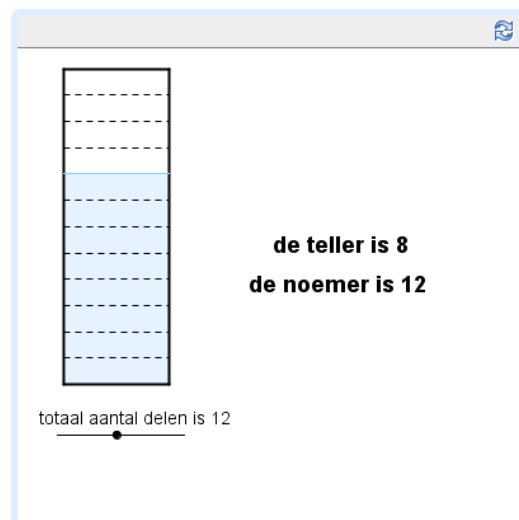 de teller is 8
de noemer is 12
totaal aantal delen is 12